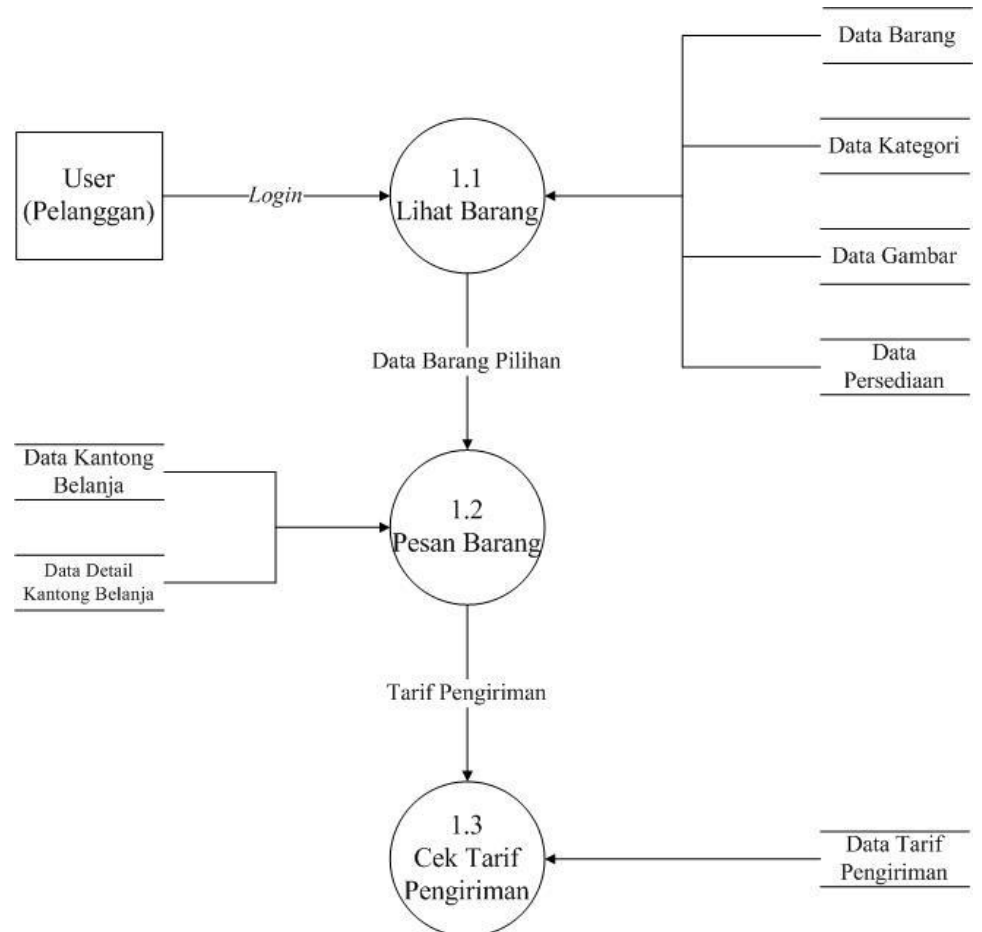 Data Barang
Data Kategori
User
(Pelanggan)
Login
1.1
Lihat Barang
Data Gambar
Data
Persediaan
Data Barang Pilihan
Data Kantong
Belanja
1.2
Pesan Barang
Data Detail
Kantong Belanja
Tarif Pengiriman
1.3
Cek Tarif
Pengiriman
Data Tarif
Pengiriman